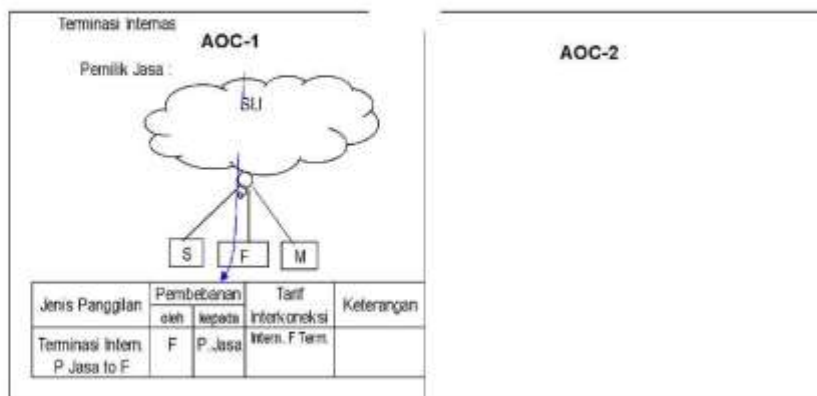 Terminasi Internas
AOC-1
AOC-2
Pemilik Jasa :
SLI
S F M
Jenis Panggilan Pembebanan Tarif Interkoneksi Keterangan
oleh kepada
Terminasi Intern. F P.Jasa Intern. F Term.
P Jasa to F